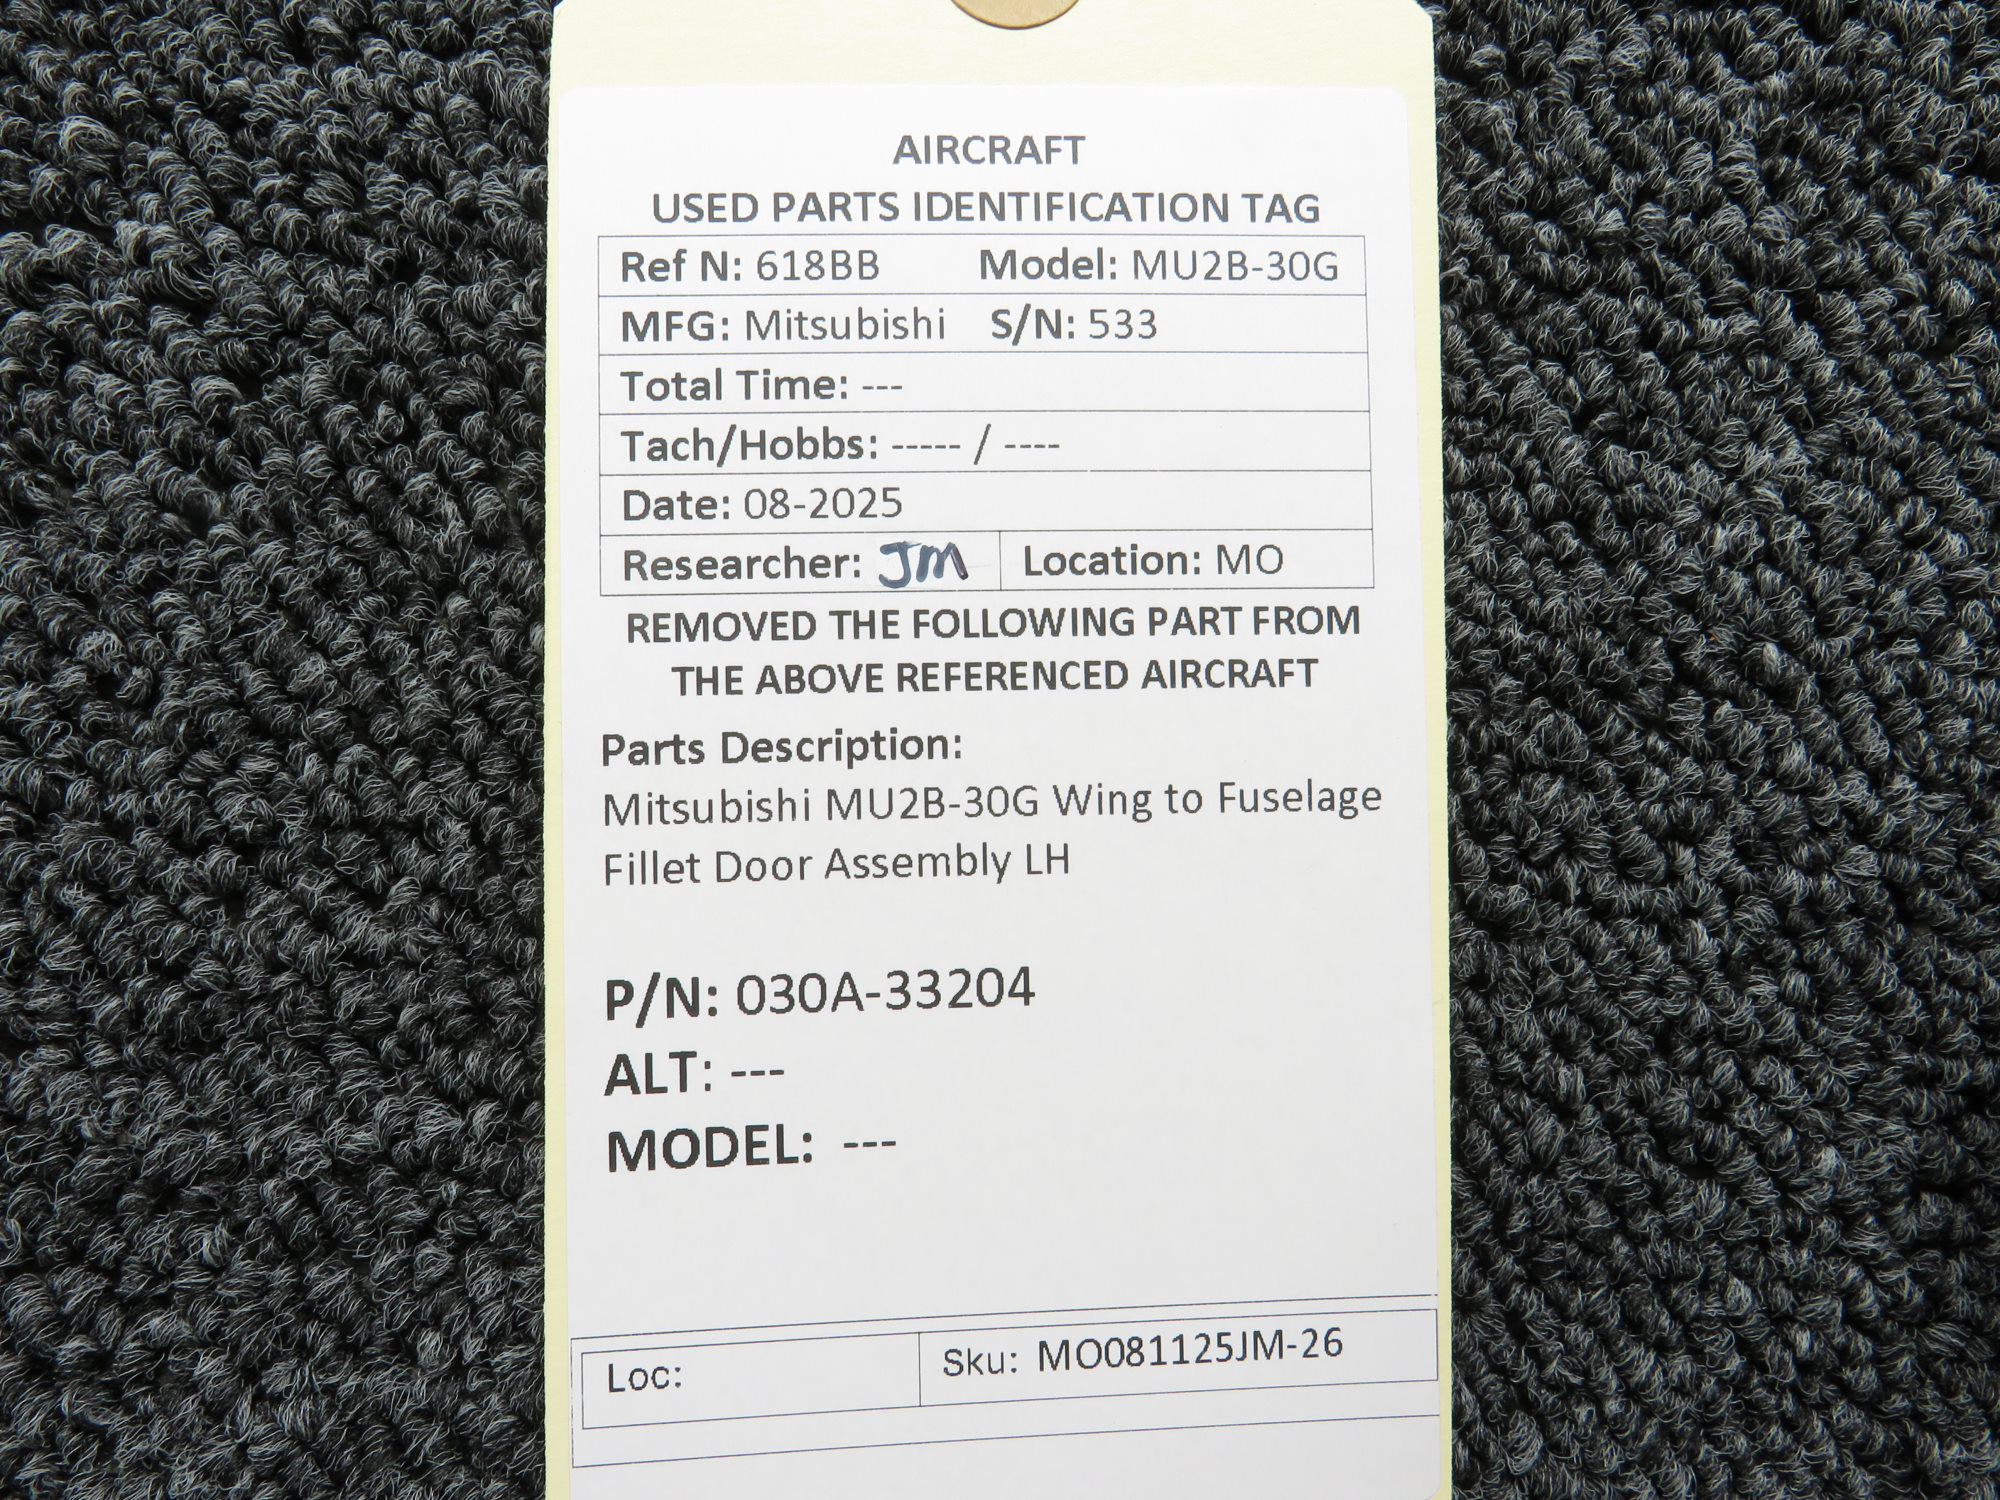 AIRCRAFT
USED PARTS IDENTIFICATION TAG
Ref N: 618BB Model: MU2B-30G
MFG: Mitsubishi S/N: 533
Total Time: ---
Tach/Hobbs: ----- / ----
Date: 08-2025
Researcher: JM Location: MO
REMOVED THE FOLLOWING PART FROM
THE ABOVE REFERENCED AIRCRAFT
Parts Description:
Mitsubishi MU2B-30G Wing to Fuselage
Fillet Door Assembly LH
P/N: 030A-33204
ALT: ---
MODEL: ---
Loc: Sku: MO081125JM-26